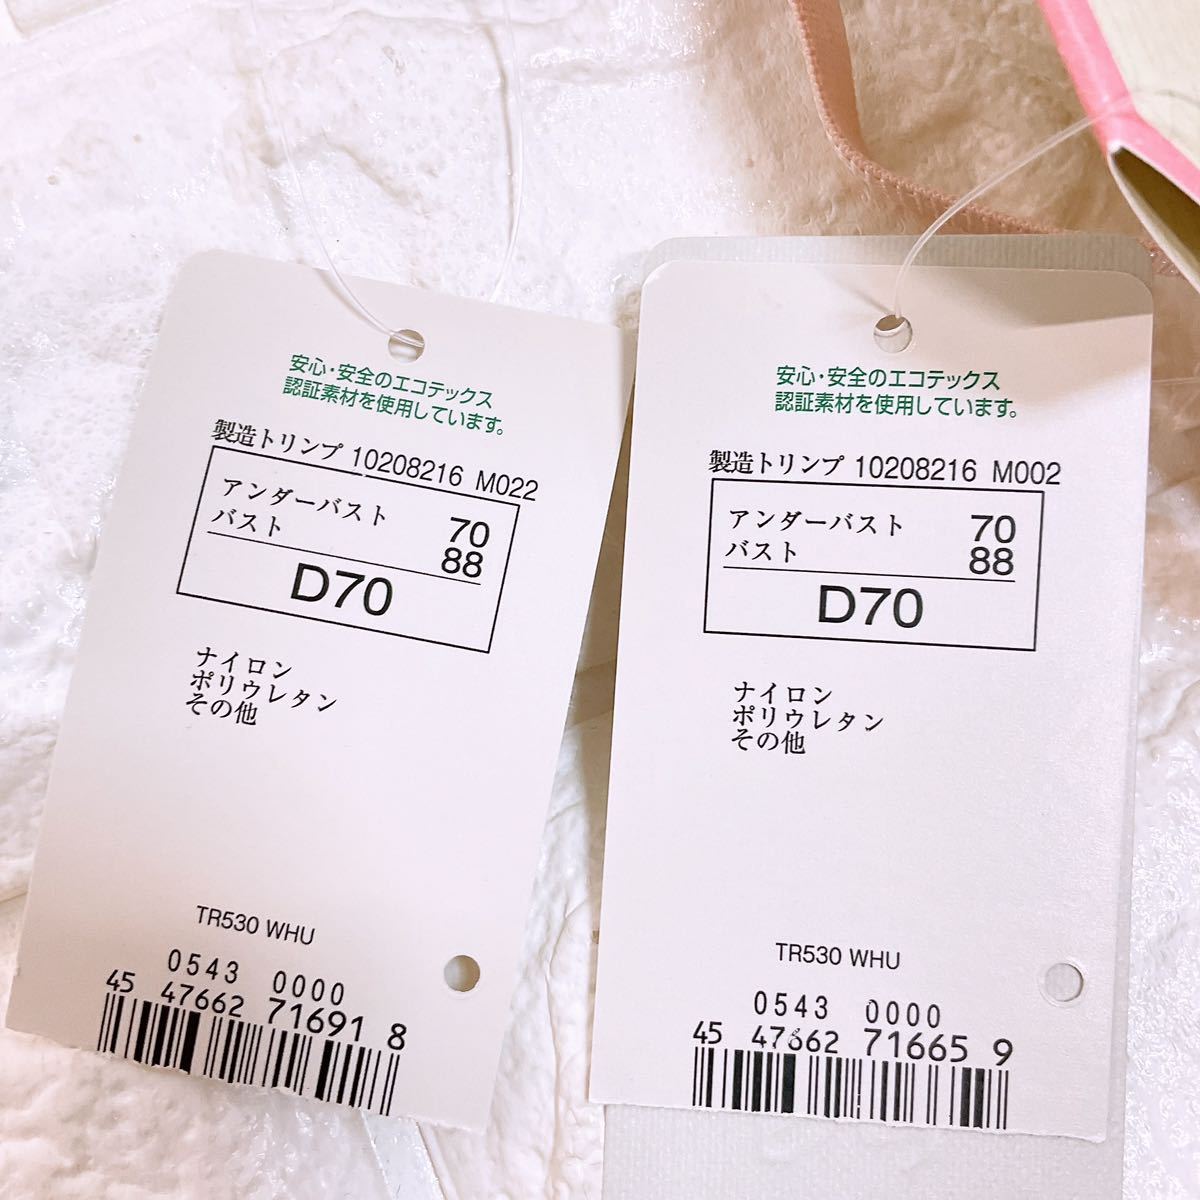 安心・安全のエコテックス
認証素材を使用しています。
製造トリンプ 10208216 M022
アンダーバスト 70
バスト 88
D70
ナイロン
ポリウレタン
その他
TR530 WHU
0543 0000
45 47662 71691 8
安心・安全のエコテックス
認証素材を使用しています。
製造トリンプ 10208216 M002
アンダーバスト 70
バスト 88
D70
ナイロン
ポリウレタン
その他
TR530 WHU
0543 0000
45 47662 71665 9